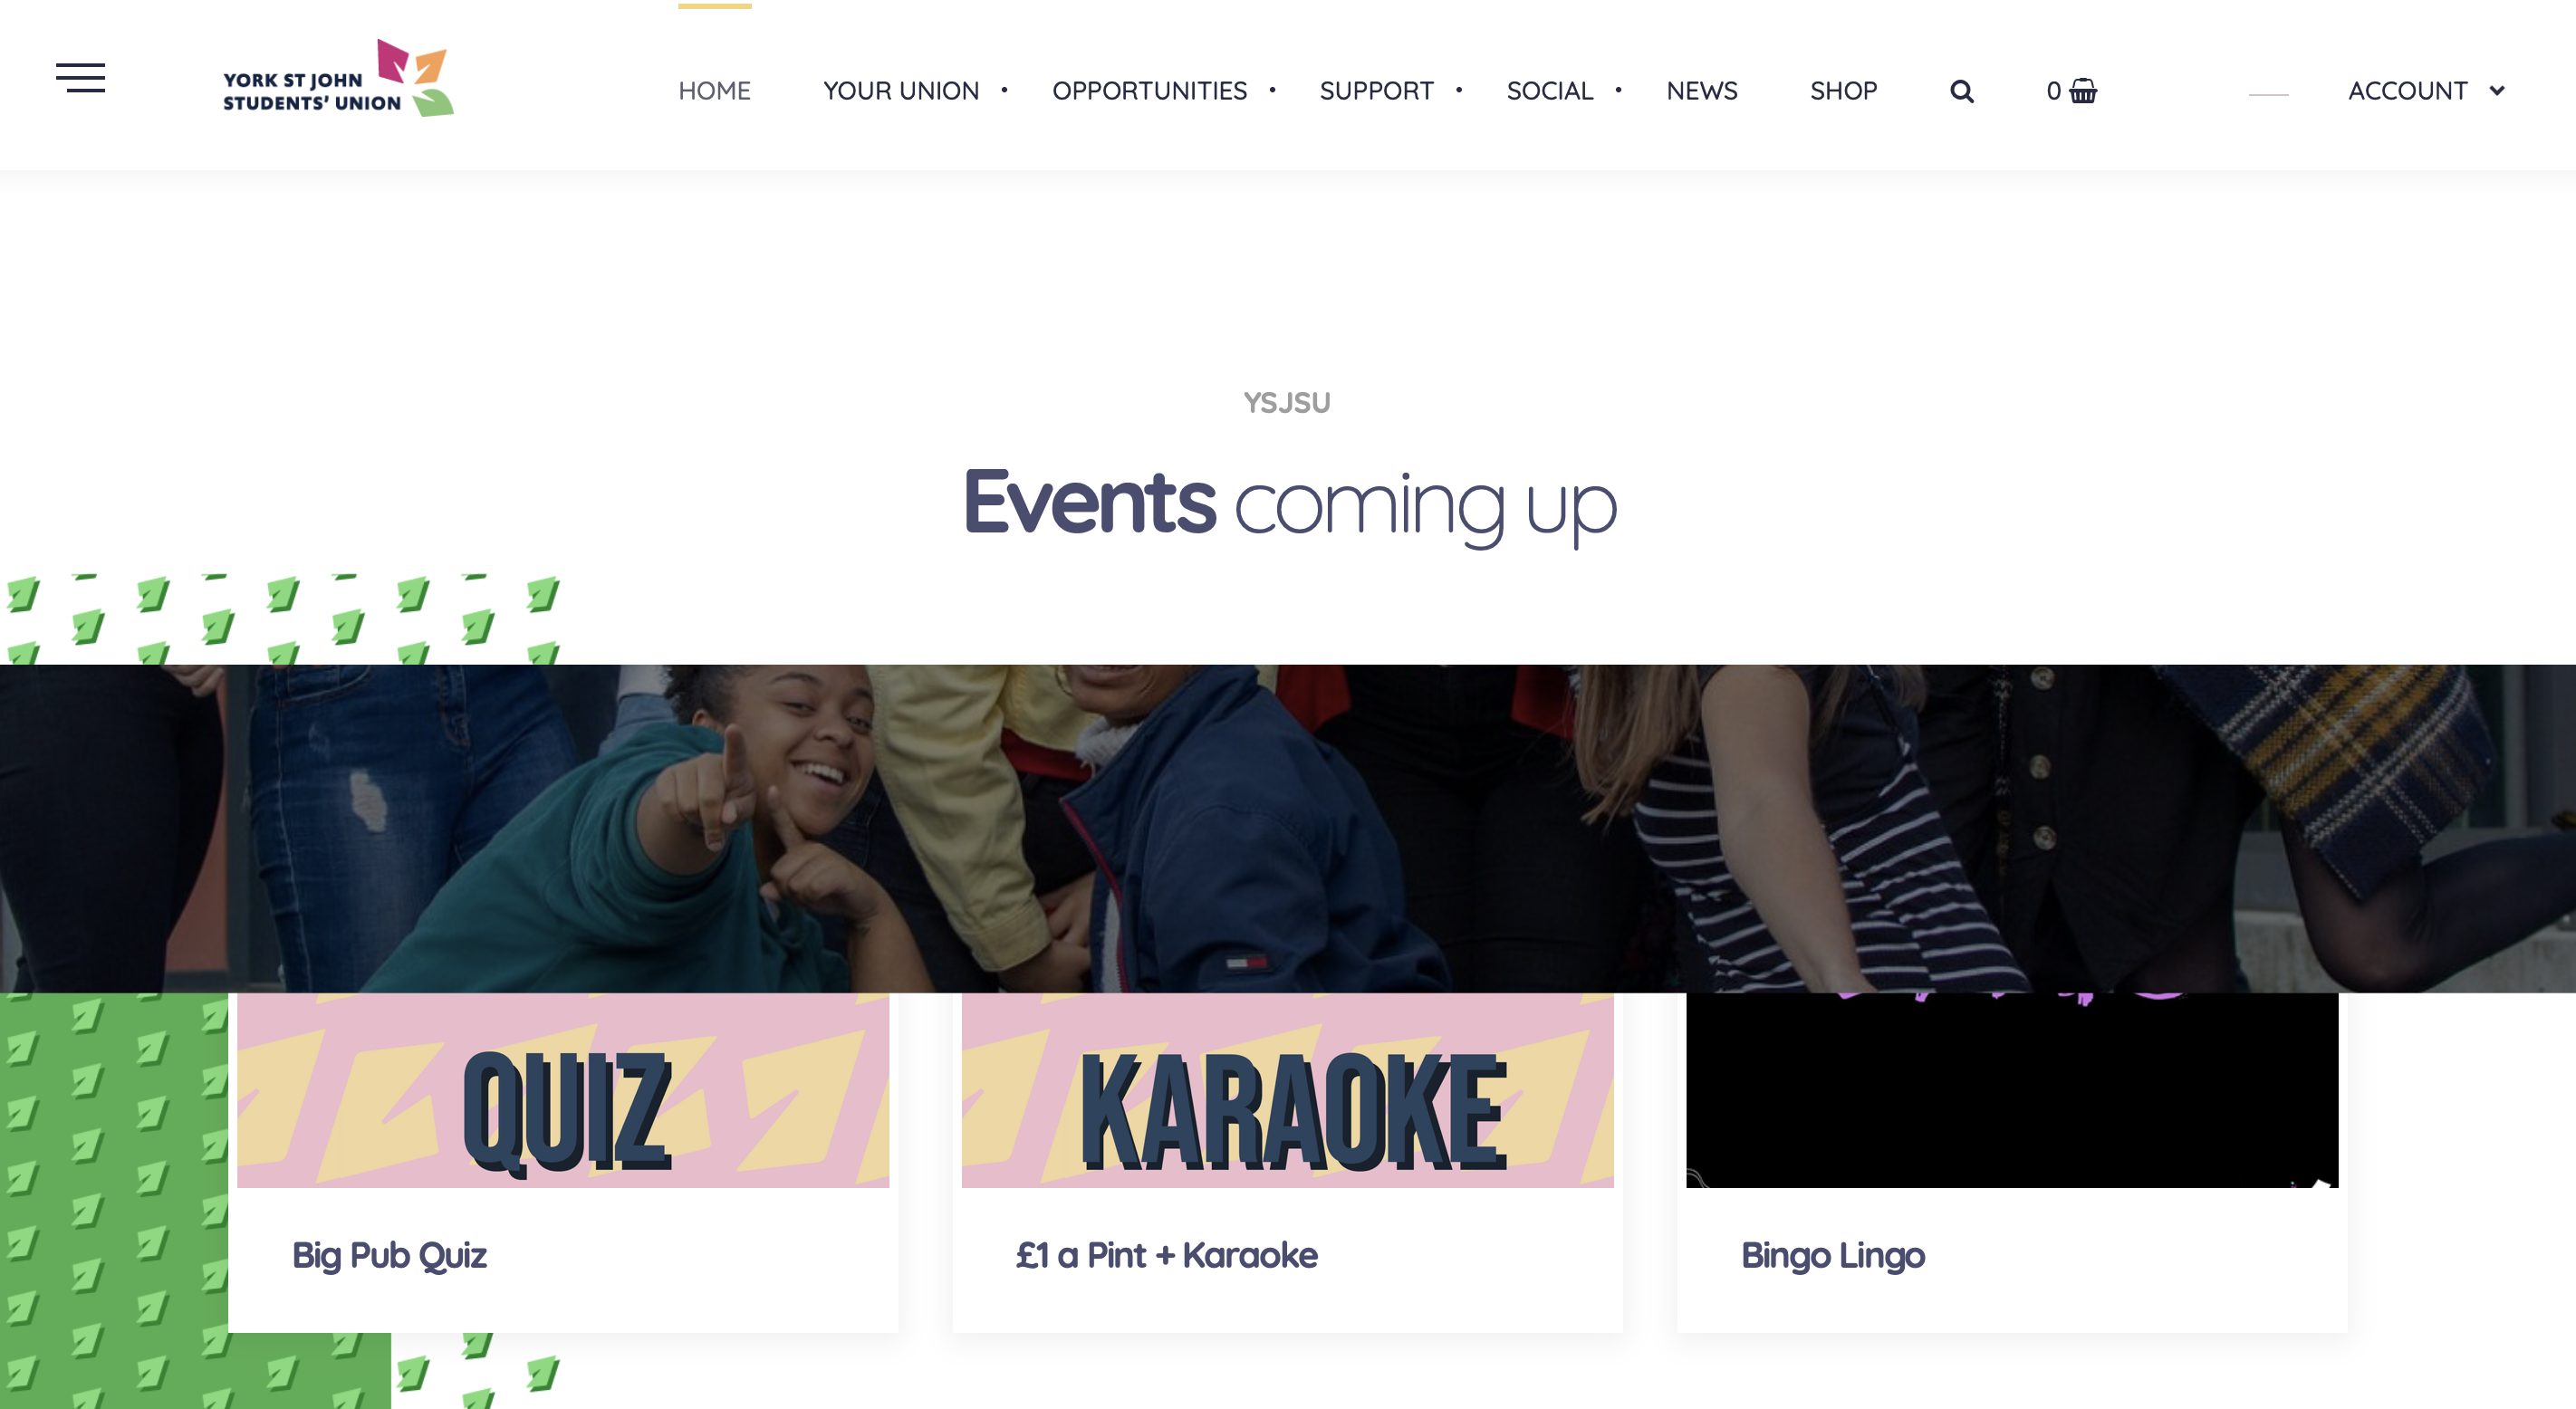 YORK ST JOHN
STUDENTS' UNION
HOME YOUR UNION • OPPORTUNITIES • SUPPORT • SOCIAL • NEWS SHOP 0 ACCOUNT
YSJSU
Events coming up
QUIZ
KARAOKE
Big Pub Quiz
£1 a Pint + Karaoke
Bingo Lingo